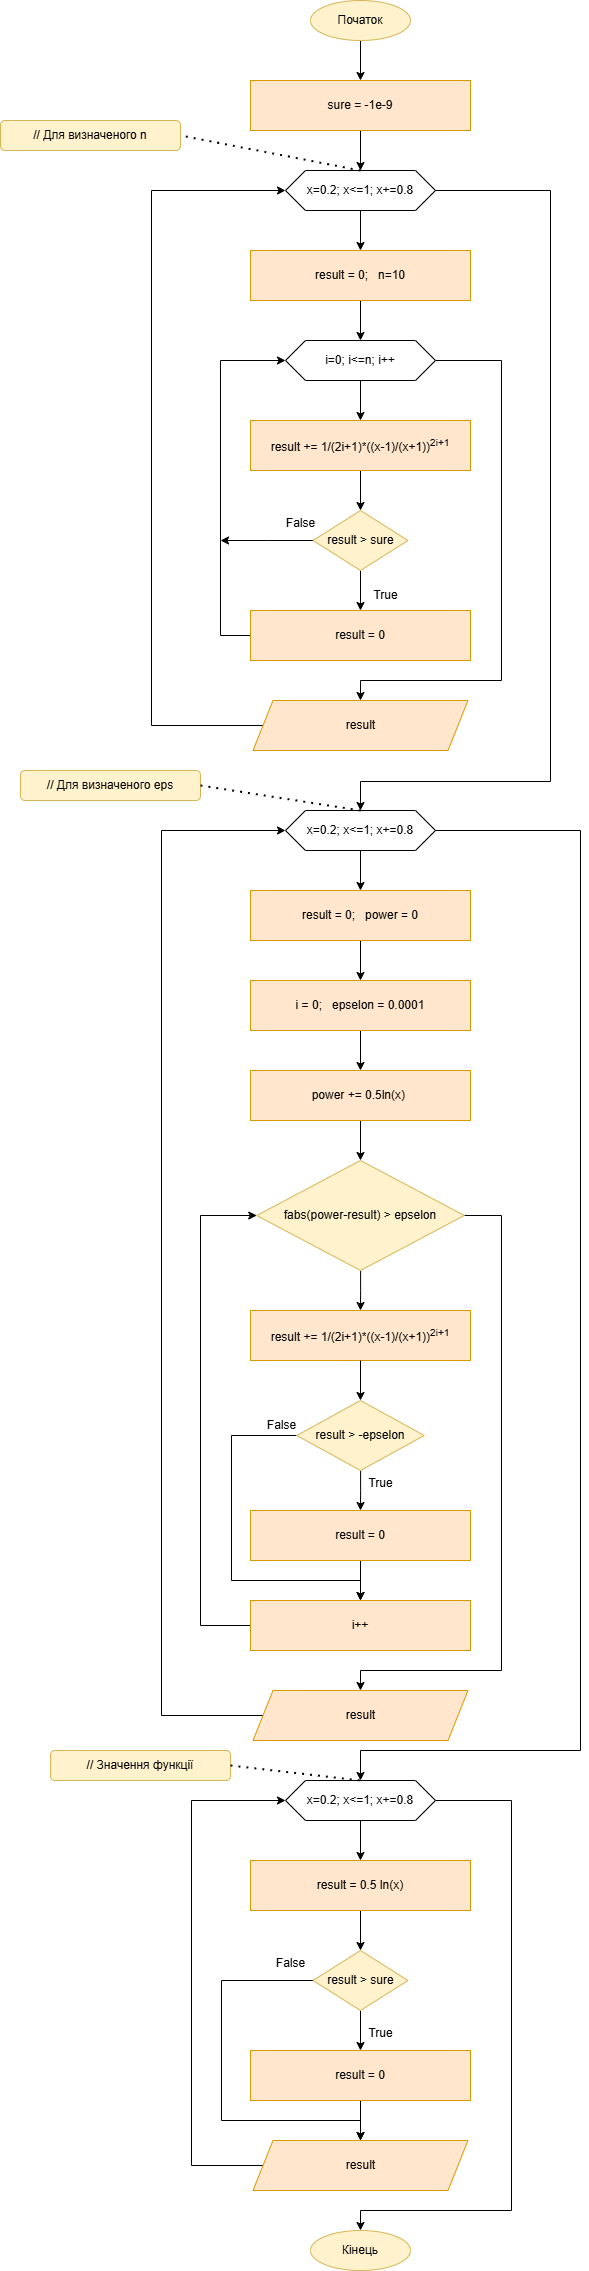 Початок
sure = -1e-9
// Для визначеного n
x=0.2; x<=1; x+=0.8
result = 0;   n=10
i=0; i<=n; i++
result += 1/(2i+1)*((x-1)/(x+1))²ⁱ⁺¹
False
result > sure
True
result = 0
result
// Для визначеного eps
x=0.2; x<=1; x+=0.8
result = 0;   power = 0
i = 0;   epselon = 0.0001
power += 0.5ln(x)
fabs(power-result) > epselon
result += 1/(2i+1)*((x-1)/(x+1))²ⁱ⁺¹
False
result > -epselon
True
result = 0
i++
result
// Значення функції
x=0.2; x<=1; x+=0.8
result = 0.5 ln(x)
False
result > sure
True
result = 0
result
Кінець